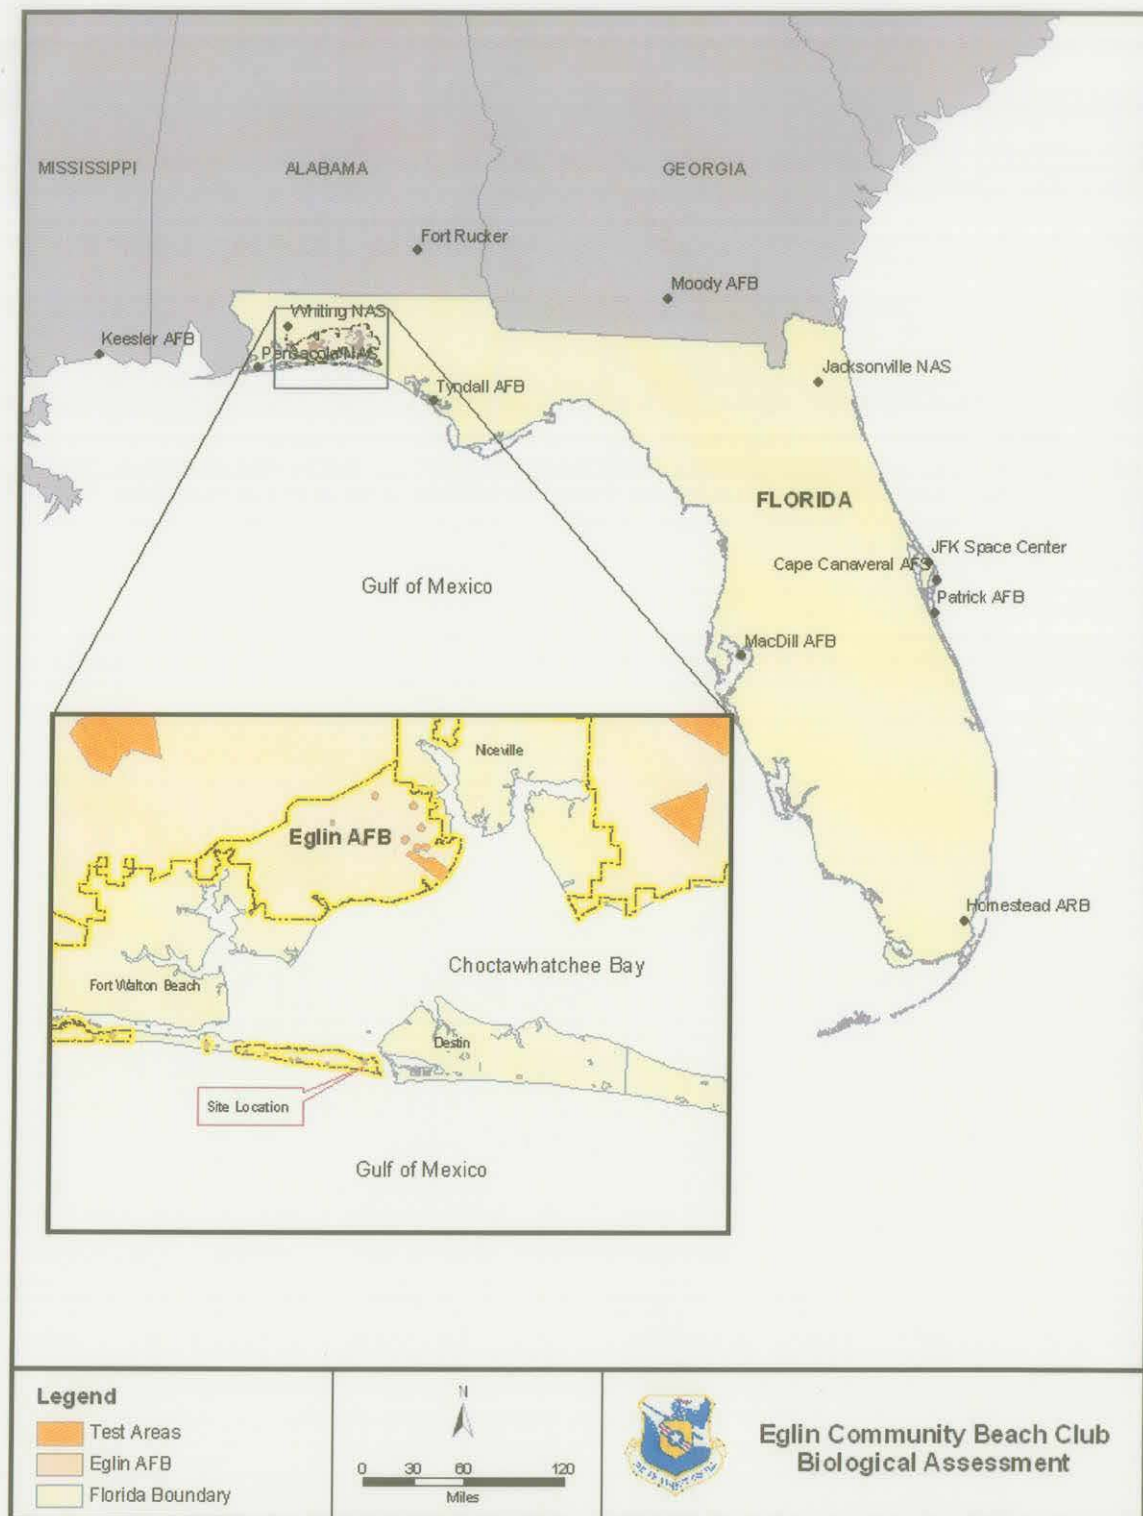 MISSISSIPPI
ALABAMA
GEORGIA
Fort Rucker
Moody AFB
Whiting NAS
Keesler AFB
Pensacola NAS
Jacksonville NAS
Tyndall AFB
FLORIDA
JFK Space Center
Cape Canaveral AFS
Gulf of Mexico
Patrick AFB
MacDill AFB
Niceville
Eglin AFB
Homestead ARB
Choctawhatchee Bay
Fort Walton Beach
Destin
Site Location
Gulf of Mexico
Legend
Test Areas
Eglin AFB
Florida Boundary
N
0 30 60 120
Miles
Eglin Community Beach Club
Biological Assessment